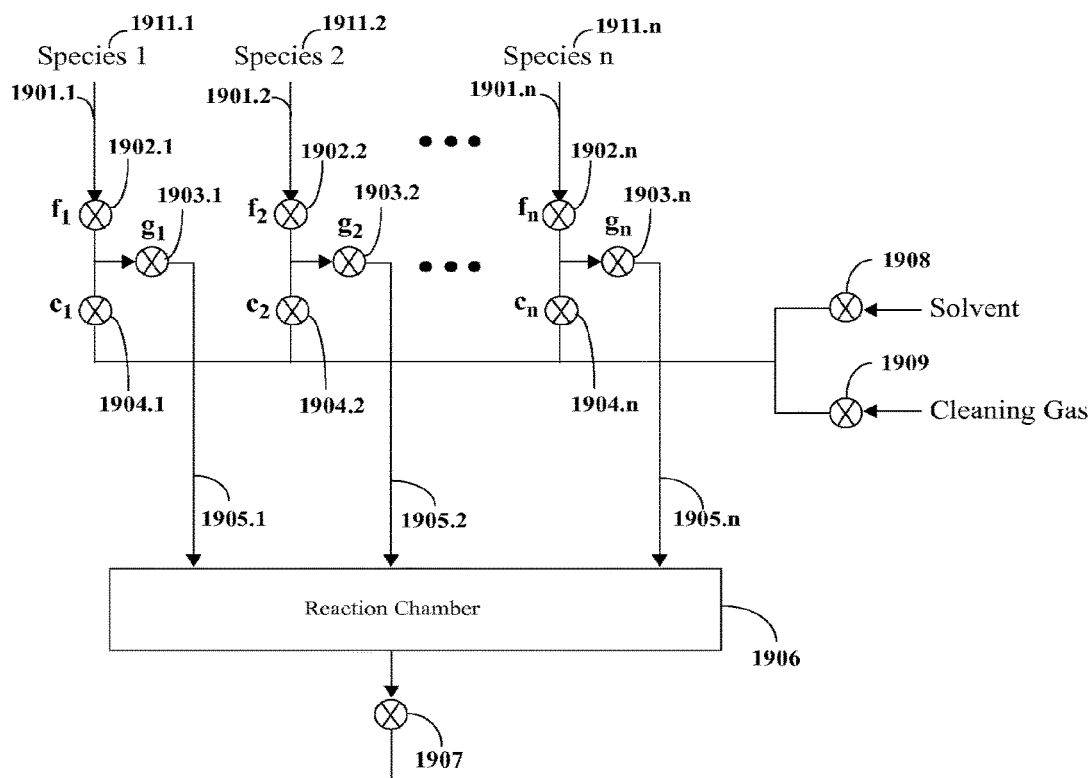 1911.1 1911.2 1911.n
Species 1 Species 2 Species n
1901.1 1901.2 1901.n
1902.1 1902.2 1902.n
1903.1 1903.2 1903.n
f1 g1 f2 g2 fn gn
c1 c2 cn
1908
Solvent
1909
Cleaning Gas
1904.1 1904.2 1904.n
1905.1 1905.2 1905.n
Reaction Chamber
1906
1907